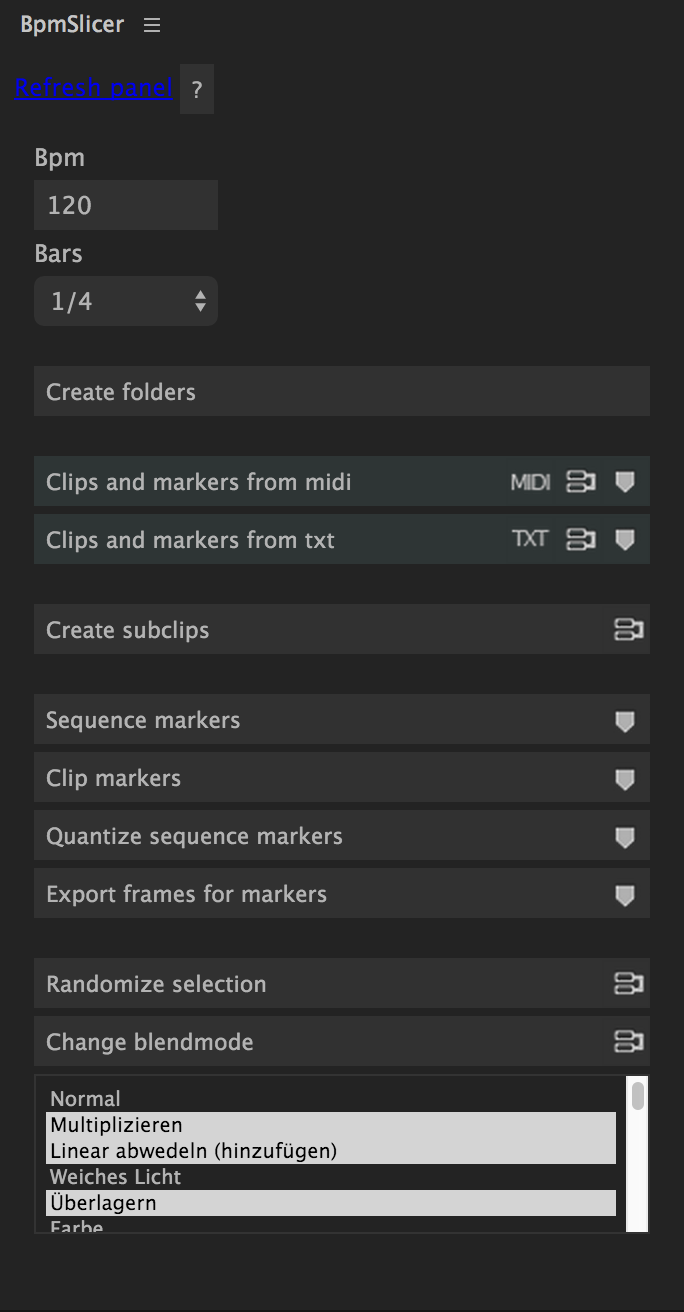 BpmSlicer
Refresh panel ?
Bpm
120
Bars
1/4
Create folders
Clips and markers from midi MIDI
Clips and markers from txt TXT
Create subclips
Sequence markers
Clip markers
Quantize sequence markers
Export frames for markers
Randomize selection
Change blendmode
Normal
Multiplizieren
Linear abwedeln (hinzufügen)
Weiches Licht
Überlagern
Farbe